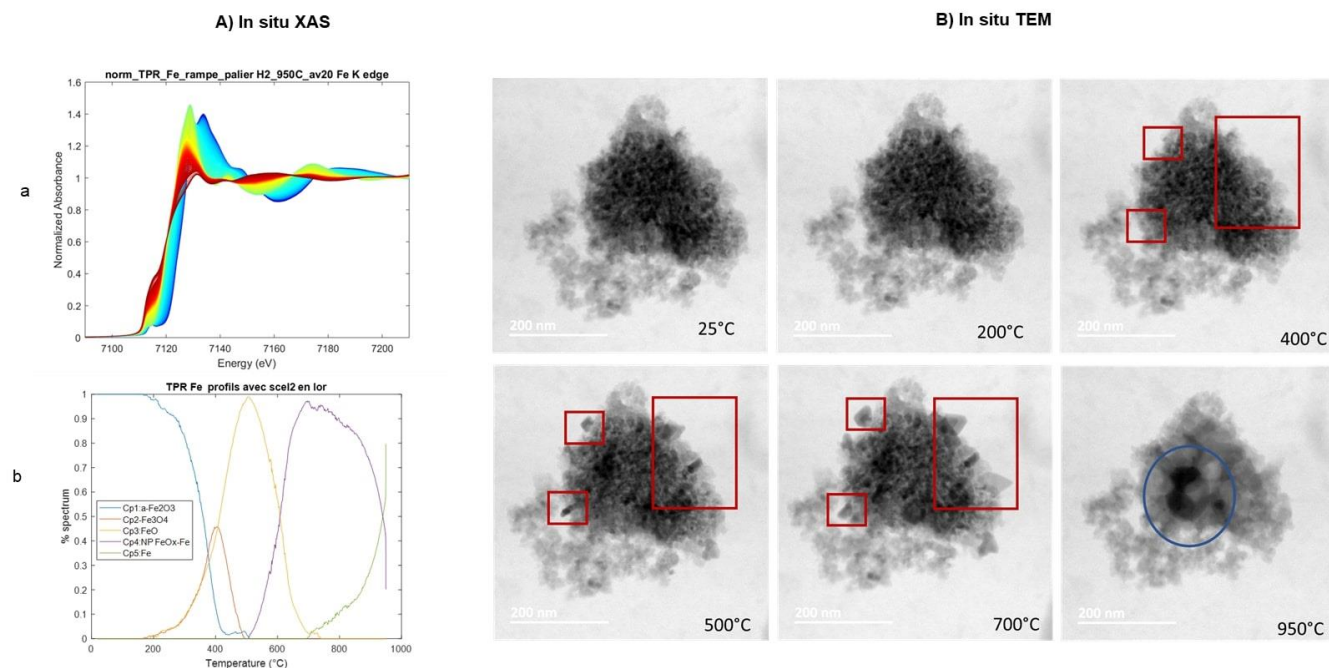 A) In situ XAS
B) In situ TEM
a
norm_TPR_Fe_rampe_palier H2_950C_av20 Fe K edge
Normalized Absorbance
1.6
1.4
1.2
1
0.8
0.6
0.4
0.2
0
7100
7120
7140
7160
7180
7200
Energy (eV)
b
TPR Fe profils avec scel2 en lor
% spectrum
1
0.9
0.8
0.7
0.6
0.5
0.4
0.3
0.2
0.1
0
Cp1:a-Fe2O3
Cp2-Fe3O4
Cp3:FeO
Cp4:NP FeOx-Fe
Cp5:Fe
0
200
400
600
800
1000
Temperature (°C)
200 nm
25°C
200 nm
200°C
200 nm
400°C
200 nm
500°C
200 nm
700°C
200 nm
950°C